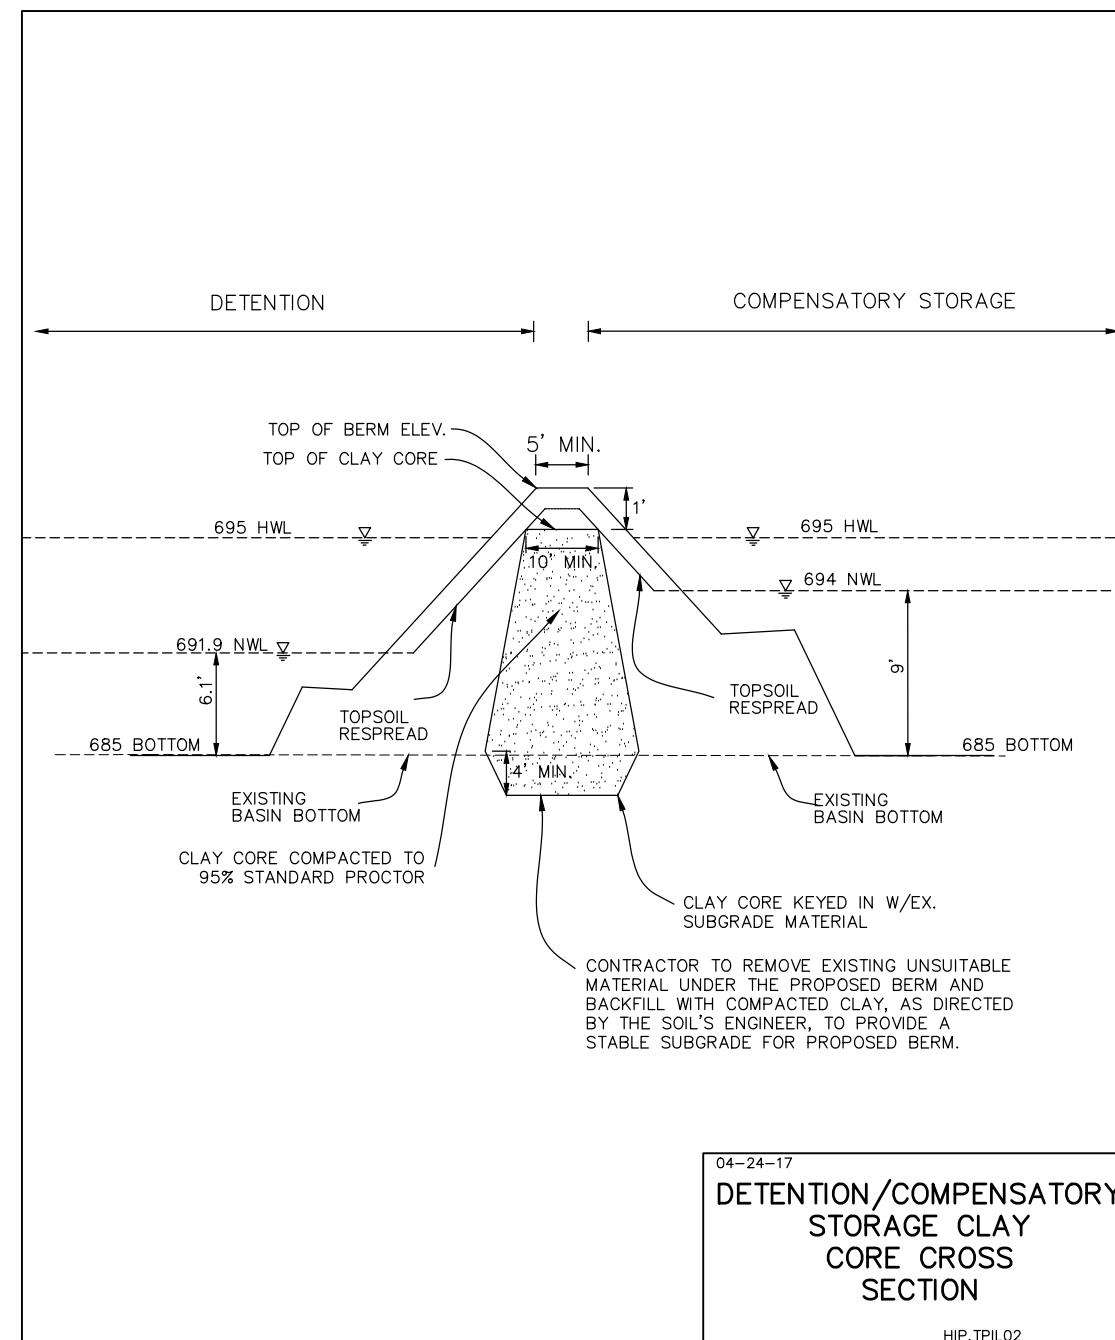 DETENTION
COMPENSATORY STORAGE
TOP OF BERM ELEV.
5' MIN.
TOP OF CLAY CORE
1'
695 HWL
695 HWL
10' MIN.
694 NWL
691.9 NWL
6.1'
9'
TOPSOIL
RESPREAD
TOPSOIL
RESPREAD
685 BOTTOM
685 BOTTOM
4' MIN.
EXISTING
BASIN BOTTOM
EXISTING
BASIN BOTTOM
CLAY CORE COMPACTED TO
95% STANDARD PROCTOR
CLAY CORE KEYED IN W/EX.
SUBGRADE MATERIAL
CONTRACTOR TO REMOVE EXISTING UNSUITABLE
MATERIAL UNDER THE PROPOSED BERM AND
BACKFILL WITH COMPACTED CLAY, AS DIRECTED
BY THE SOIL'S ENGINEER, TO PROVIDE A
STABLE SUBGRADE FOR PROPOSED BERM.
04-24-17
DETENTION/COMPENSATORY
STORAGE CLAY
CORE CROSS
SECTION
HIP.TPIL02